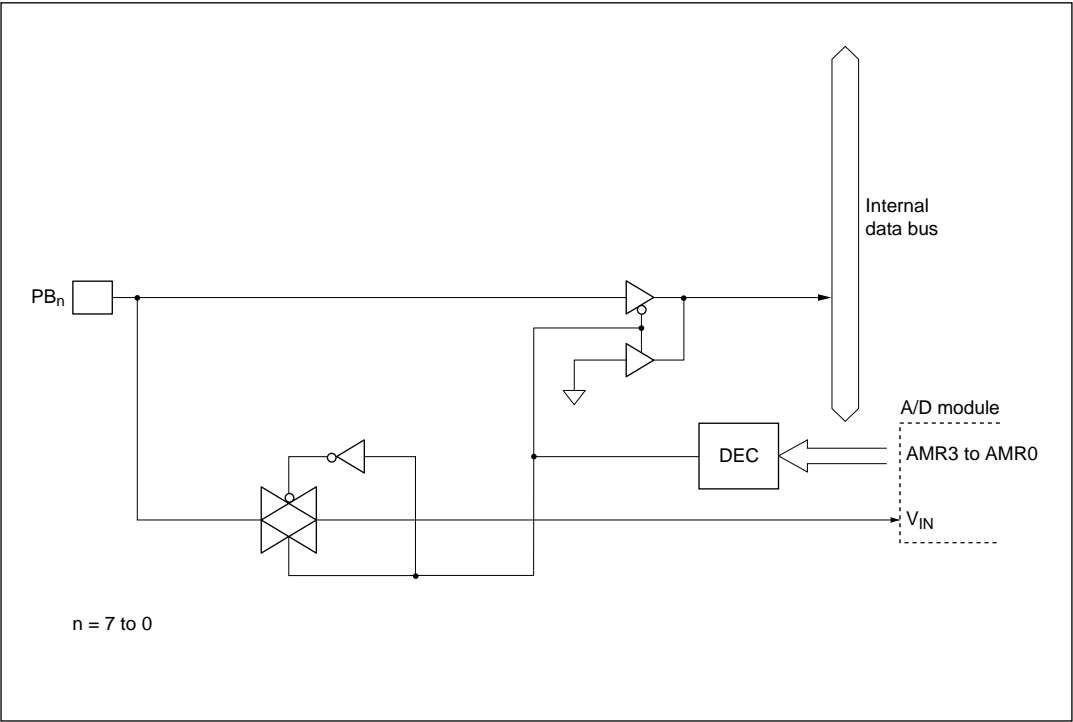 Internal
data bus
PBn
A/D module
DEC
AMR3 to AMR0
VIN
n = 7 to 0